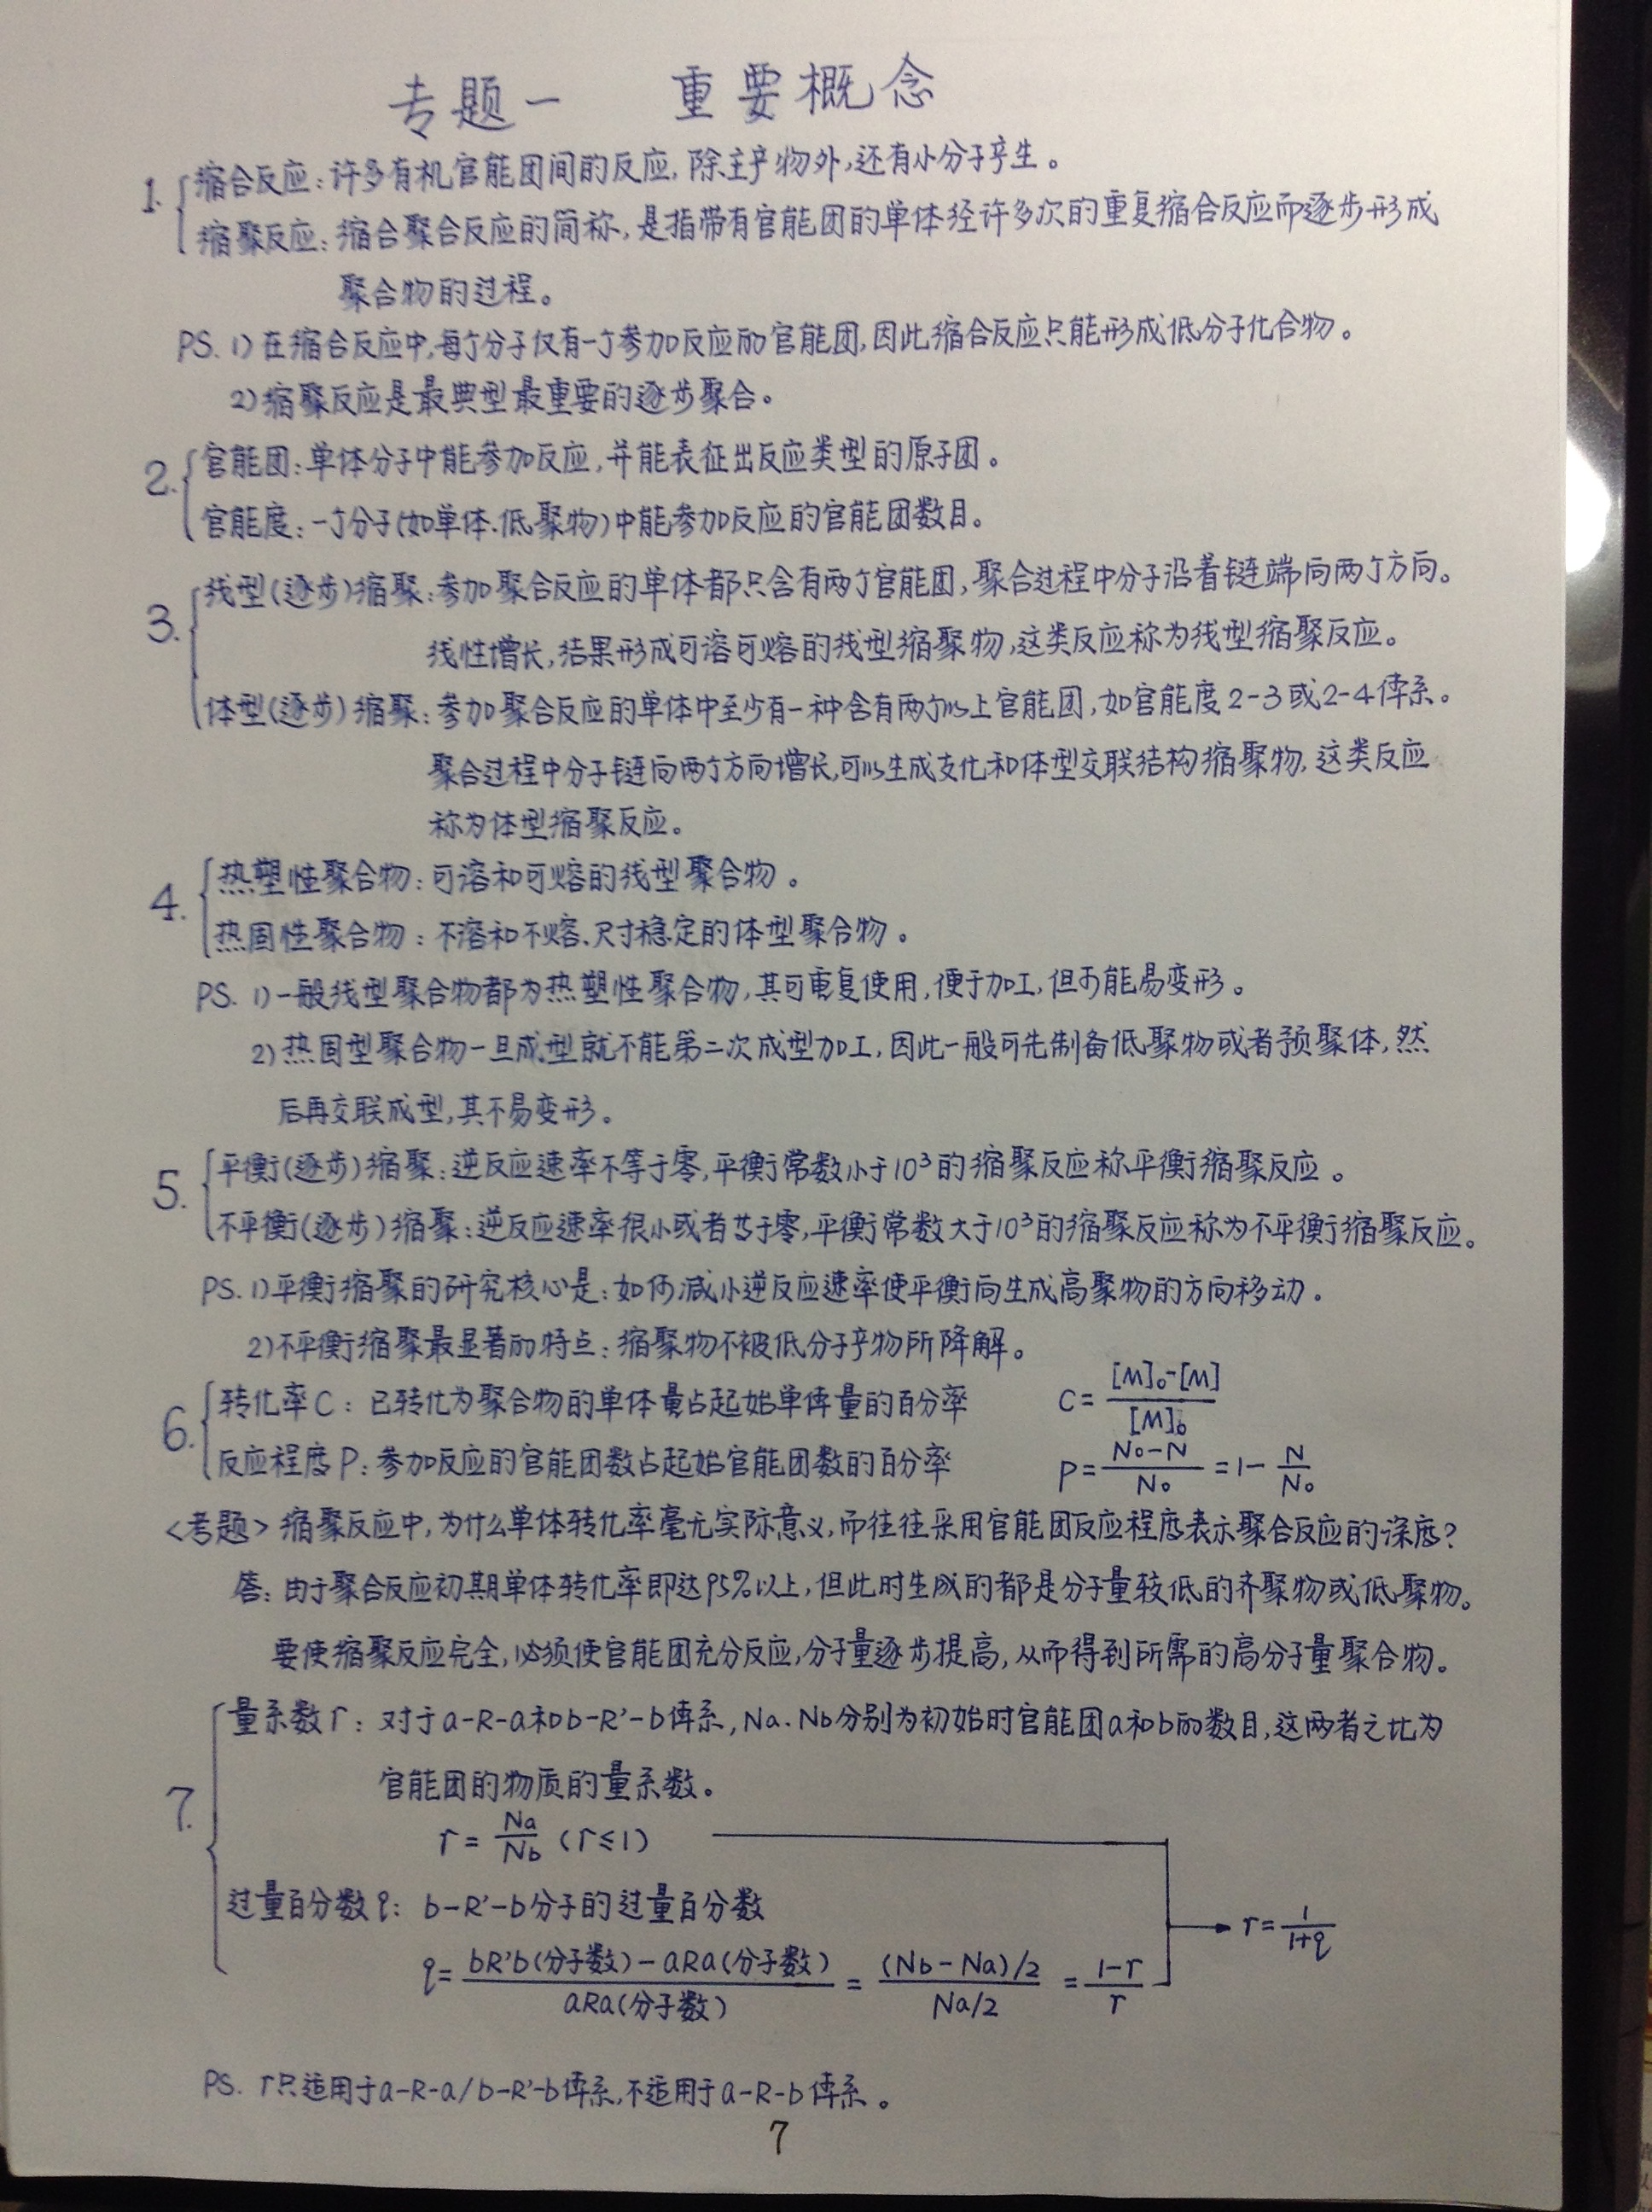 专题一 重要概念
1. 缩合反应：许多有机官能团间的反应，除主产物外，还有小分子产生。
缩聚反应：缩合聚合反应的简称，是指带有官能团的单体经许多次的重复缩合反应而逐步形成
聚合物的过程。
PS. 1) 在缩合反应中，每个分子仅有一个参加反应的官能团，因此缩合反应只能形成低分子化合物。
2) 缩聚反应是最典型最重要的逐步聚合。
2. 官能团：单体分子中能参加反应，并能表征出反应类型的原子团。
官能度：一个分子(如单体、低聚物)中能参加反应的官能团数目。
3. 线型(逐步)缩聚：参加聚合反应的单体都只含有两个官能团，聚合过程中分子沿着链端向两个方向。
线性增长，结果形成可溶可熔的线型缩聚物，这类反应称为线型缩聚反应。
体型(逐步)缩聚：参加聚合反应的单体中至少有一种含有两个以上官能团，如官能度2-3或2-4体系。
聚合过程中分子链向两个方向增长，可以生成支化和体型交联结构缩聚物，这类反应
称为体型缩聚反应。
4. 热塑性聚合物：可溶和可熔的线型聚合物。
热固性聚合物：不溶和不熔、尺寸稳定的体型聚合物。
PS. 1) 一般线型聚合物都为热塑性聚合物，其可重复使用，便于加工，但可能易变形。
2) 热固型聚合物一旦成型就不能第二次成型加工，因此一般可先制备低聚物或者预聚体，然
后再交联成型，其不易变形。
5. 平衡(逐步)缩聚：逆反应速率不等于零，平衡常数小于10³的缩聚反应称平衡缩聚反应。
不平衡(逐步)缩聚：逆反应速率很小或者等于零，平衡常数大于10³的缩聚反应称为不平衡缩聚反应。
PS. 1) 平衡缩聚的研究核心是：如何减小逆反应速率使平衡向生成高聚物的方向移动。
2) 不平衡缩聚最显著的特点：缩聚物不被低分子产物所降解。
6. 转化率C：已转化为聚合物的单体量占起始单体量的百分率 C=([M]₀-[M])/[M]₀
反应程度P：参加反应的官能团数占起始官能团数的百分率 P=(N₀-N)/N₀=1-N/N₀
<考题> 缩聚反应中，为什么单体转化率毫无实际意义，而往往采用官能团反应程度表示聚合反应的深度？
答：由于聚合反应初期单体转化率即达95%以上，但此时生成的都是分子量较低的齐聚物或低聚物。
要使缩聚反应完全，必须使官能团充分反应，分子量逐步提高，从而得到所需的高分子量聚合物。
7. 量系数r：对于a-R-a和b-R'-b体系，Na、Nb分别为初始时官能团a和b的数目，这两者之比为
官能团的物质的量系数。
r=Na/Nb (r≤1)
过量百分数q：b-R'-b分子的过量百分数
r=1/(1+q)
q=(bR'b(分子数)-aRa(分子数))/aRa(分子数)=((Nb-Na)/2)/(Na/2)=(1-r)/r
PS. r只适用于a-R-a/b-R'-b体系，不适用于a-R-b体系。
7